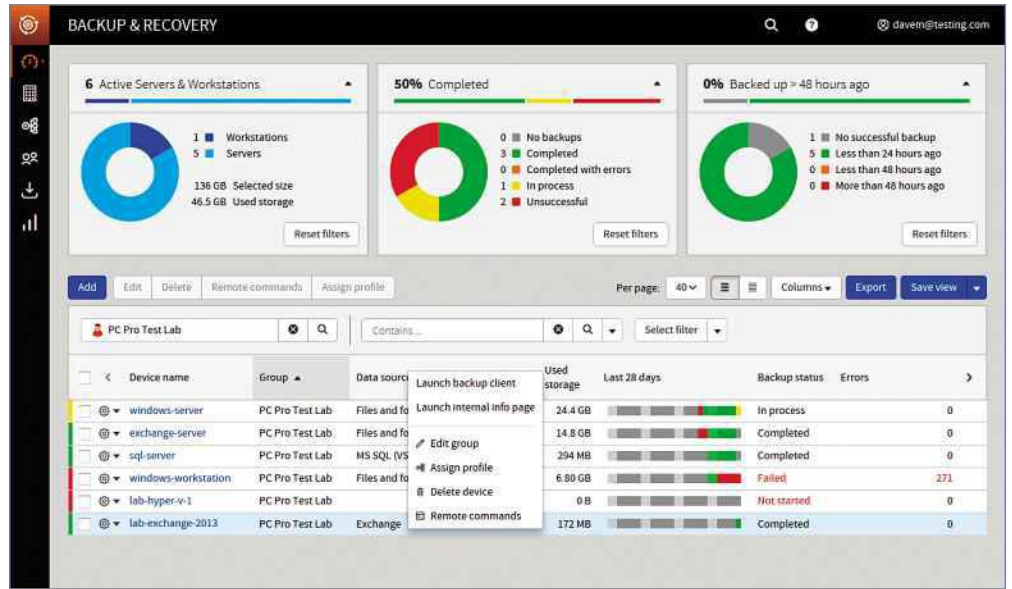 BACKUP & RECOVERY
davem@testing.com
6 Active Servers & Workstations
1 Workstations
5 Servers
136 GB Selected size
46.5 GB Used storage
Reset filters
50% Completed
0 No backups
3 Completed
0 Completed with errors
1 In process
2 Unsuccessful
Reset filters
0% Backed up > 48 hours ago
1 No successful backup
5 Less than 24 hours ago
0 Less than 48 hours ago
0 More than 48 hours ago
Reset filters
Add Edit Delete Remote commands Assign profile Per page: 40 Columns Export Save view
PC Pro Test Lab Contains... Select filter
Device name Group Data sourc Used storage Last 28 days Backup status Errors
windows-server PC Pro Test Lab Files and fo 24.4 GB In process 0
exchange-server PC Pro Test Lab Files and fo 14.8 GB Completed 0
sql-server PC Pro Test Lab MS SQL (VS 294 MB Completed 0
windows-workstation PC Pro Test Lab Files and fo 6.80 GB Failed 271
lab-hyper-v-1 PC Pro Test Lab 0 B Not started 0
lab-exchange-2013 PC Pro Test Lab Exchange 172 MB Completed 0
Launch backup client
Launch internal info page
Edit group
Assign profile
Delete device
Remote commands